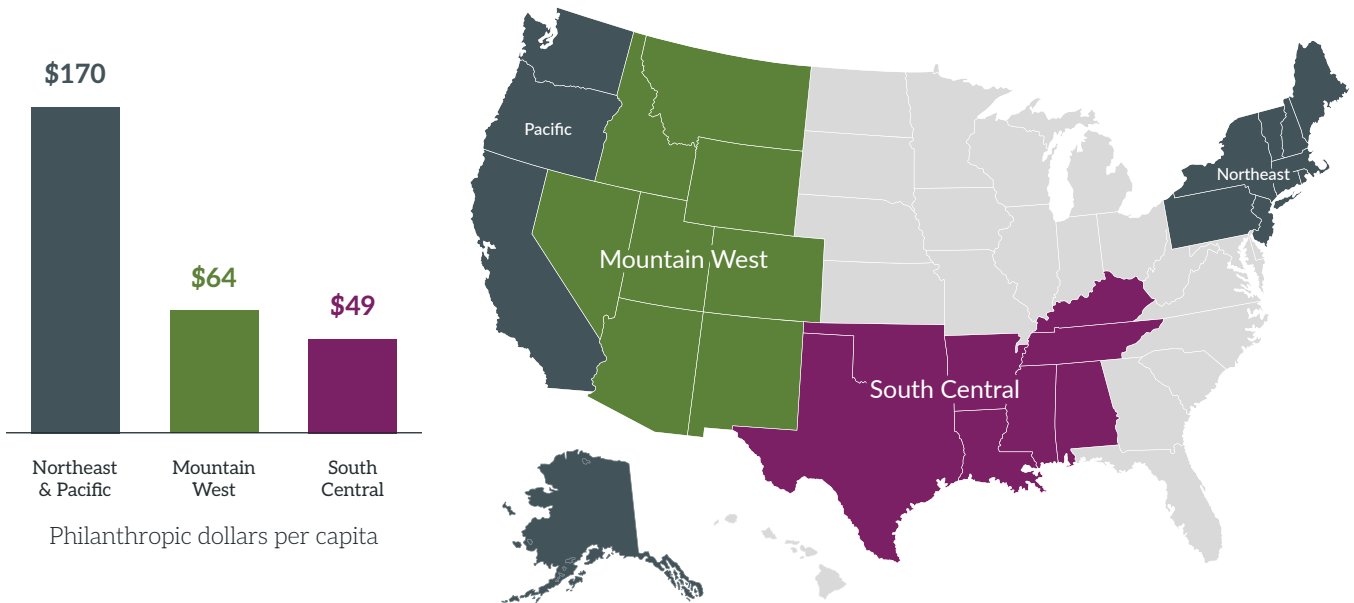 $170
$64
$49
Northeast
& Pacific
Mountain
West
South
Central
Philanthropic dollars per capita
Pacific
Northeast
Mountain West
South Central